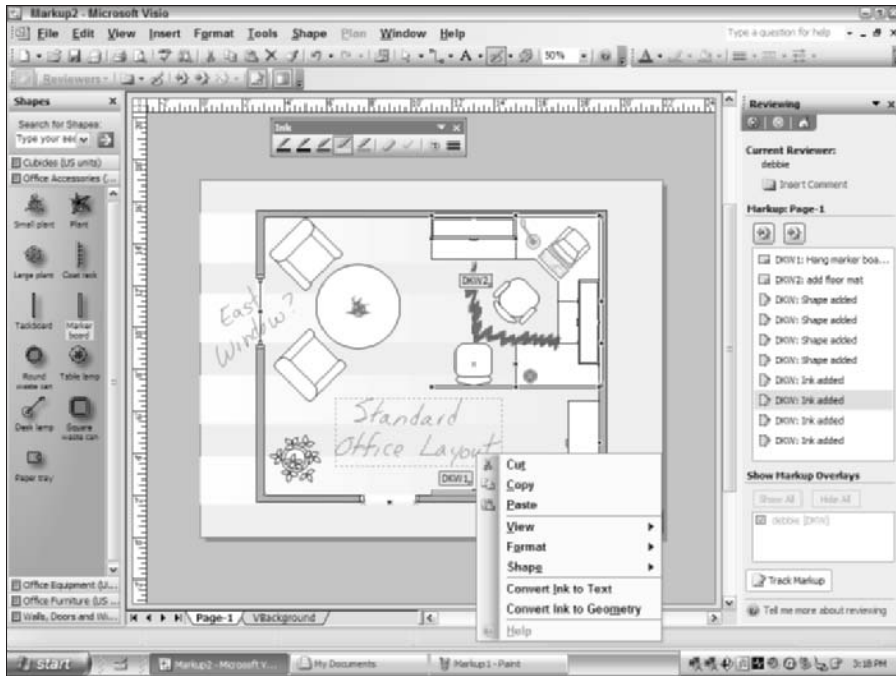 Markup2 - Microsoft Visio
File Edit View Insert Format Tools Shape Plan Window Help
Type a question for help
50%
Reviewers
Shapes
Search for Shapes:
Cubicles (US units)
Office Accessories (...
Small plant Plant
Large plant Coat rack
Tackboard Marker board
Round waste can Table lamp
Desk lamp Square waste can
Paper tray
Office Equipment (U...
Office Furniture (US ...
Walls, Doors and Wi...
Ink
East Window?
DKW2
Standard
Office Layout
DKW1
Cut
Copy
Paste
View
Format
Shape
Convert Ink to Text
Convert Ink to Geometry
Help
Page-1 VBackground
Reviewing
Current Reviewer:
debbie
Insert Comment
Markup: Page-1
DKW1: Hang marker boa...
DKW2: add floor mat
DKW: Shape added
DKW: Shape added
DKW: Shape added
DKW: Shape added
DKW: Ink added
DKW: Ink added
DKW: Ink added
DKW: Ink added
Show Markup Overlays
Show All Hide All
debbie [DKW]
Track Markup
Tell me more about reviewing
start
Markup2 - Microsoft V...
My Documents
Markup1 - Paint
3:18 PM